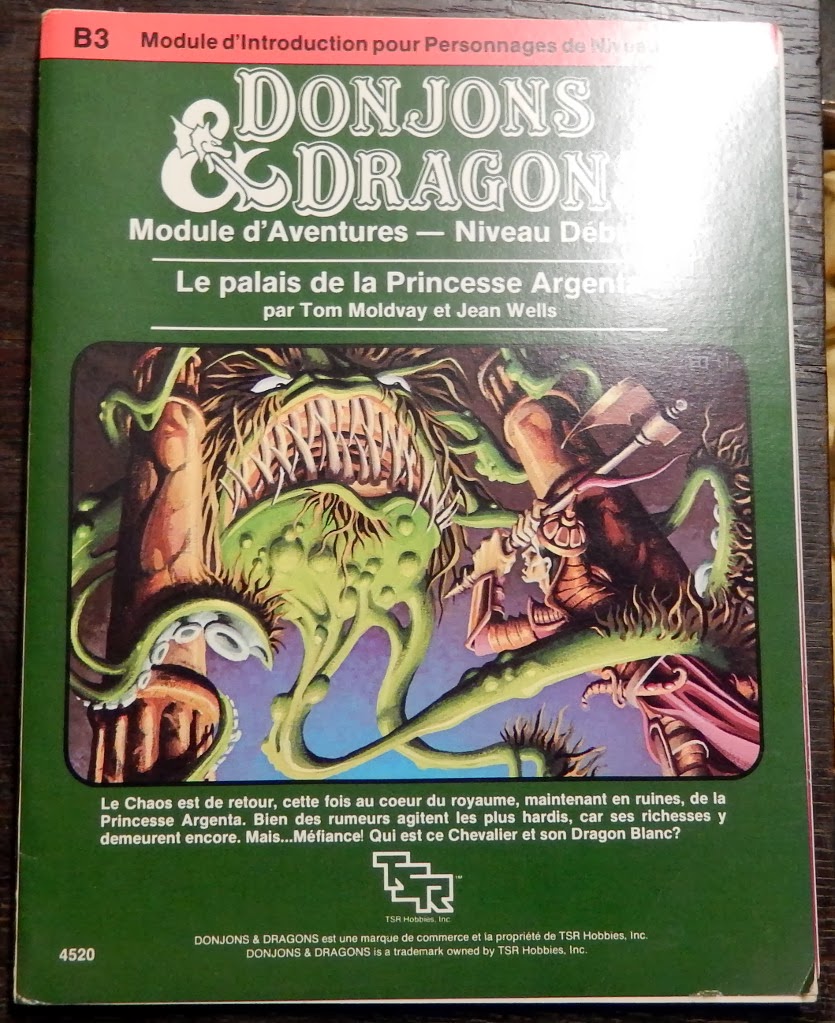 B3 Module d'Introduction pour Personnages de Niveau
DONJONS
& DRAGON
Module d'Aventures — Niveau
Le palais de la Princesse Argenta
par Tom Moldvay et Jean Wells
Le Chaos est de retour, cette fois au coeur du royaume, maintenant en ruines, de la
Princesse Argenta. Bien des rumeurs agitent les plus hardis, car ses richesses y
demeurent encore. Mais...Méfiance! Qui est ce Chevalier et son Dragon Blanc?
TSR™
TSR Hobbies, Inc.
DONJONS & DRAGONS est une marque de commerce et la propriété de TSR Hobbies, Inc.
4520
DONJONS & DRAGONS is a trademark owned by TSR Hobbies, Inc.